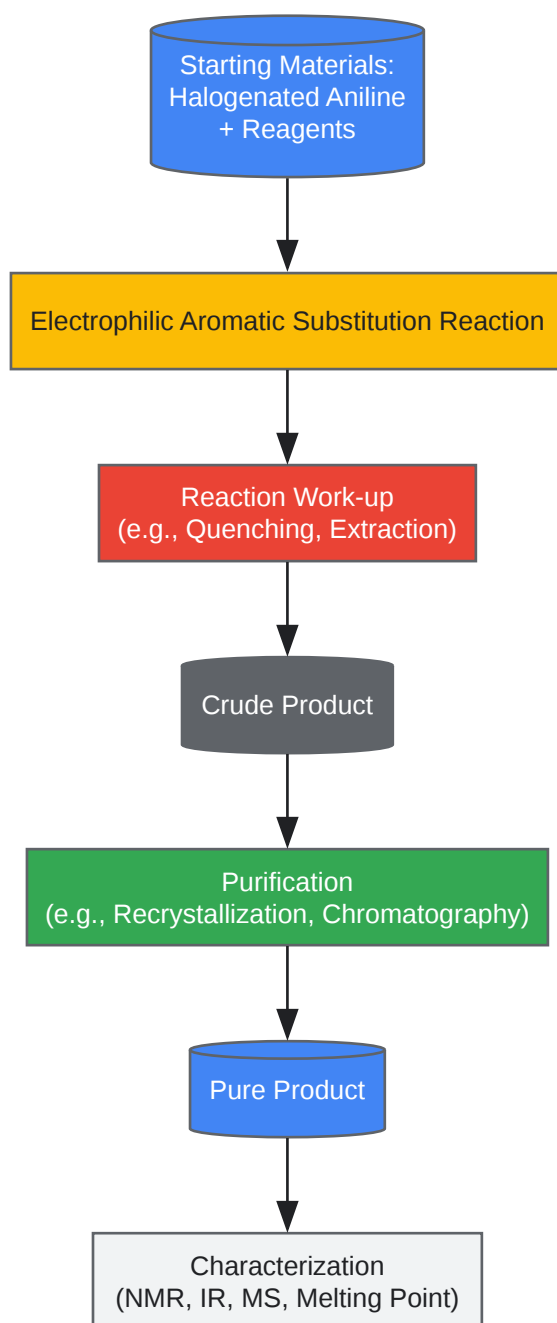 Starting Materials:
Halogenated Aniline
+ Reagents
Electrophilic Aromatic Substitution Reaction
Reaction Work-up
(e.g., Quenching, Extraction)
Crude Product
Purification
(e.g., Recrystallization, Chromatography)
Pure Product
Characterization
(NMR, IR, MS, Melting Point)